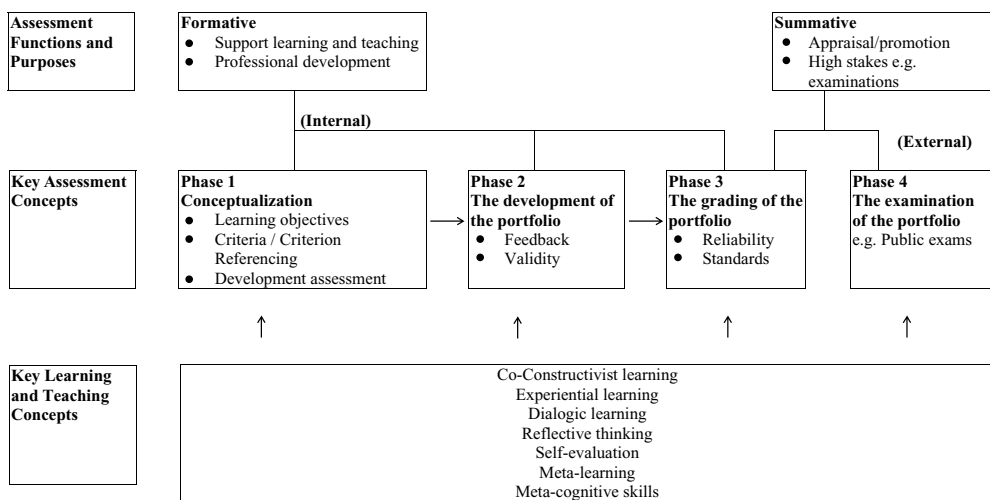 Assessment
Functions and
Purposes
Formative
● Support learning and teaching
● Professional development
Summative
● Appraisal/promotion
● High stakes e.g.
examinations
(Internal)
(External)
Key Assessment
Concepts
Phase 1
Conceptualization
● Learning objectives
● Criteria / Criterion
Referencing
● Development assessment
Phase 2
The development of
the portfolio
● Feedback
● Validity
Phase 3
The grading of the
portfolio
● Reliability
● Standards
Phase 4
The examination
of the portfolio
e.g. Public exams
Key Learning
and Teaching
Concepts
Co-Constructivist learning
Experiential learning
Dialogic learning
Reflective thinking
Self-evaluation
Meta-learning
Meta-cognitive skills